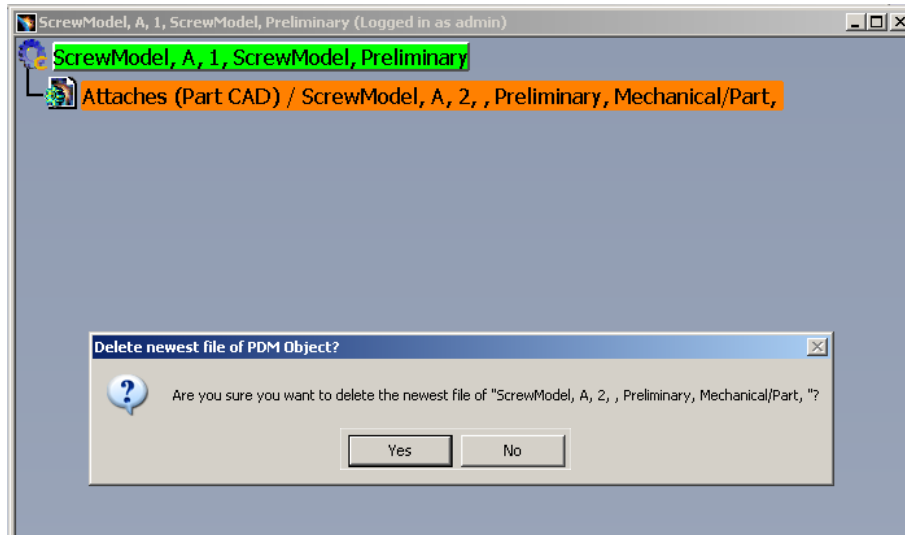 ScrewModel, A, 1, ScrewModel, Preliminary (Logged in as admin)
ScrewModel, A, 1, ScrewModel, Preliminary
Attaches (Part CAD) / ScrewModel, A, 2, , Preliminary, Mechanical/Part,
Delete newest file of PDM Object?
Are you sure you want to delete the newest file of "ScrewModel, A, 2, , Preliminary, Mechanical/Part, "?
Yes No